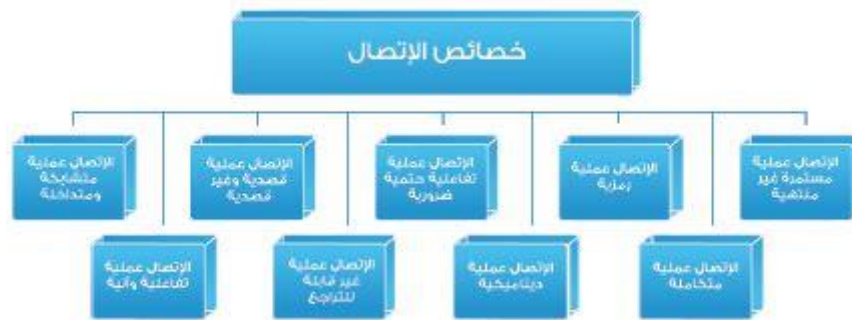 خصائص الإتصال
الإتصال عملية
مستمرة غير
منتهية
الإتصال عملية
رمزية
الإتصال عملية
تفاعلية حتمية
ضرورية
الإتصال عملية
قصدية وغير
قصدية
الإتصال عملية
متشابكة
ومتداخلة
الإتصال عملية
متكاملة
الإتصال عملية
ديناميكية
الإتصال عملية
غير قابلة
للتراجع
الإتصال عملية
تفاعلية وآنية